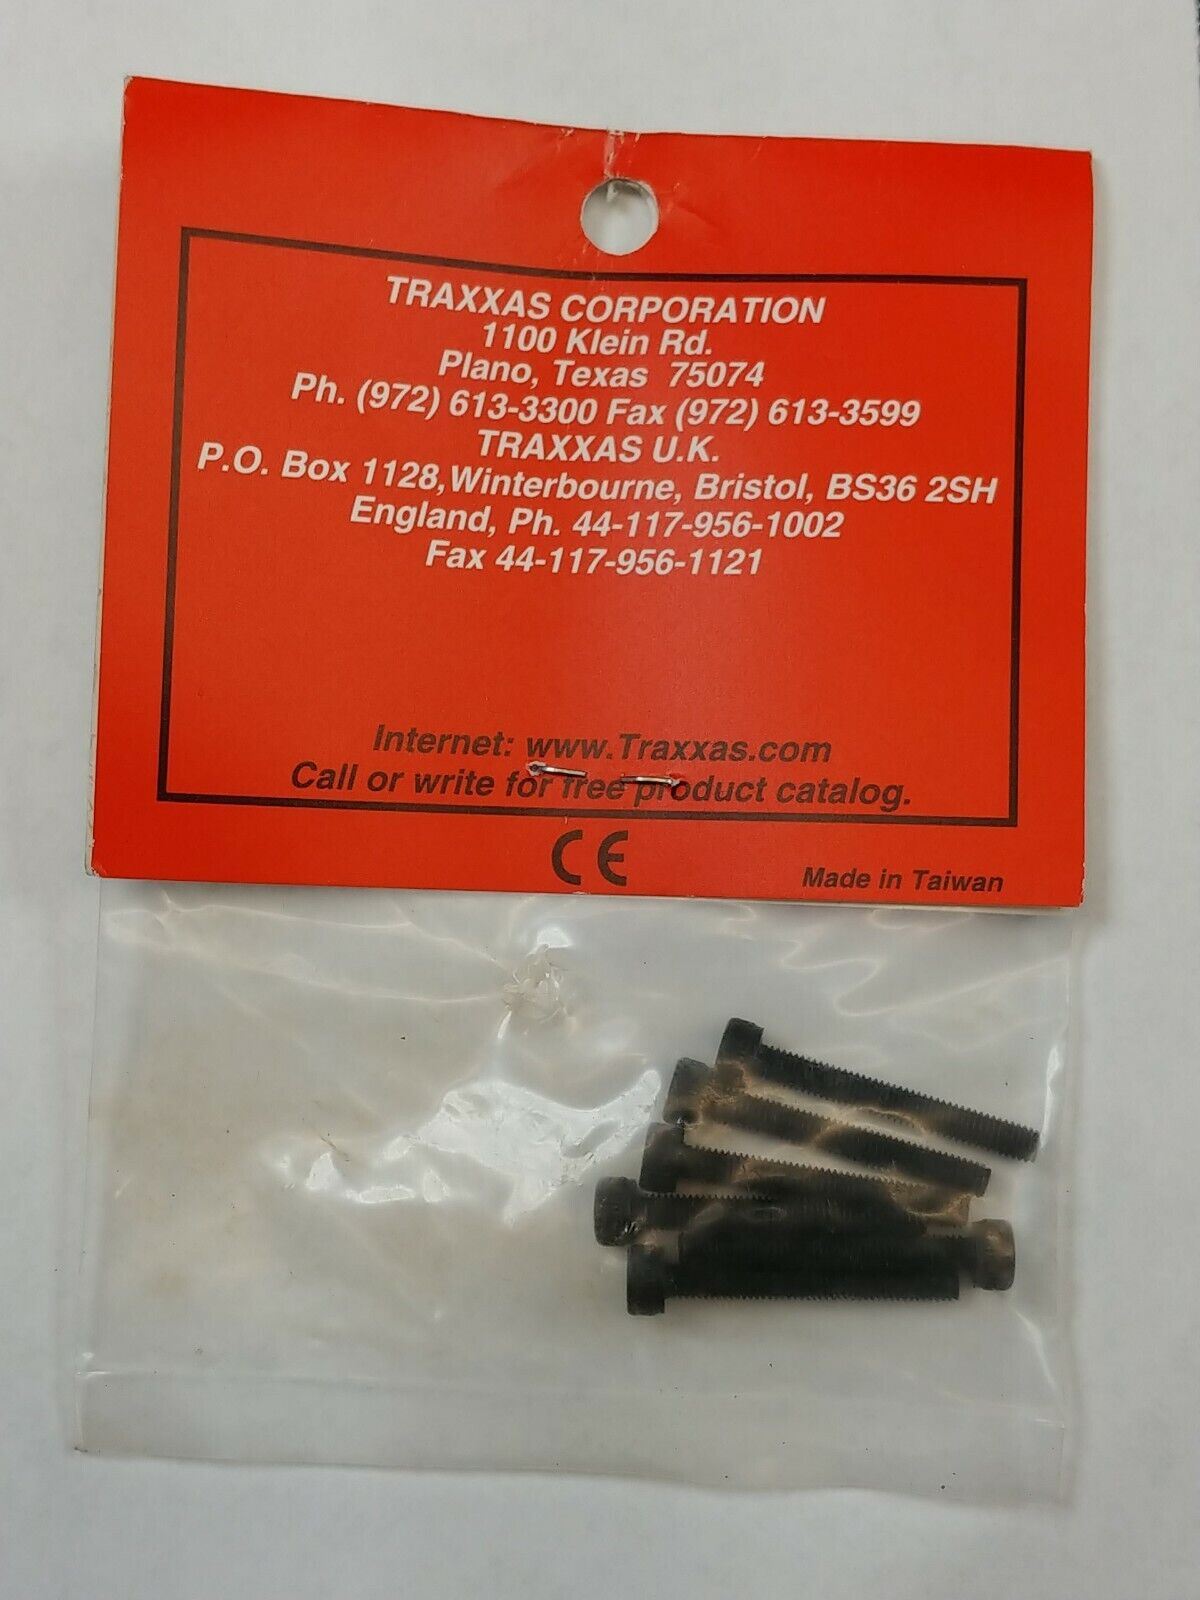 TRAXXAS CORPORATION
1100 Klein Rd.
Plano, Texas 75074
Ph. (972) 613-3300 Fax (972) 613-3599
TRAXXAS U.K.
P.O. Box 1128, Winterbourne, Bristol, BS36 2SH
England, Ph. 44-117-956-1002
Fax 44-117-956-1121
Internet: www.Traxxas.com
Call or write for free product catalog.
CE
Made in Taiwan